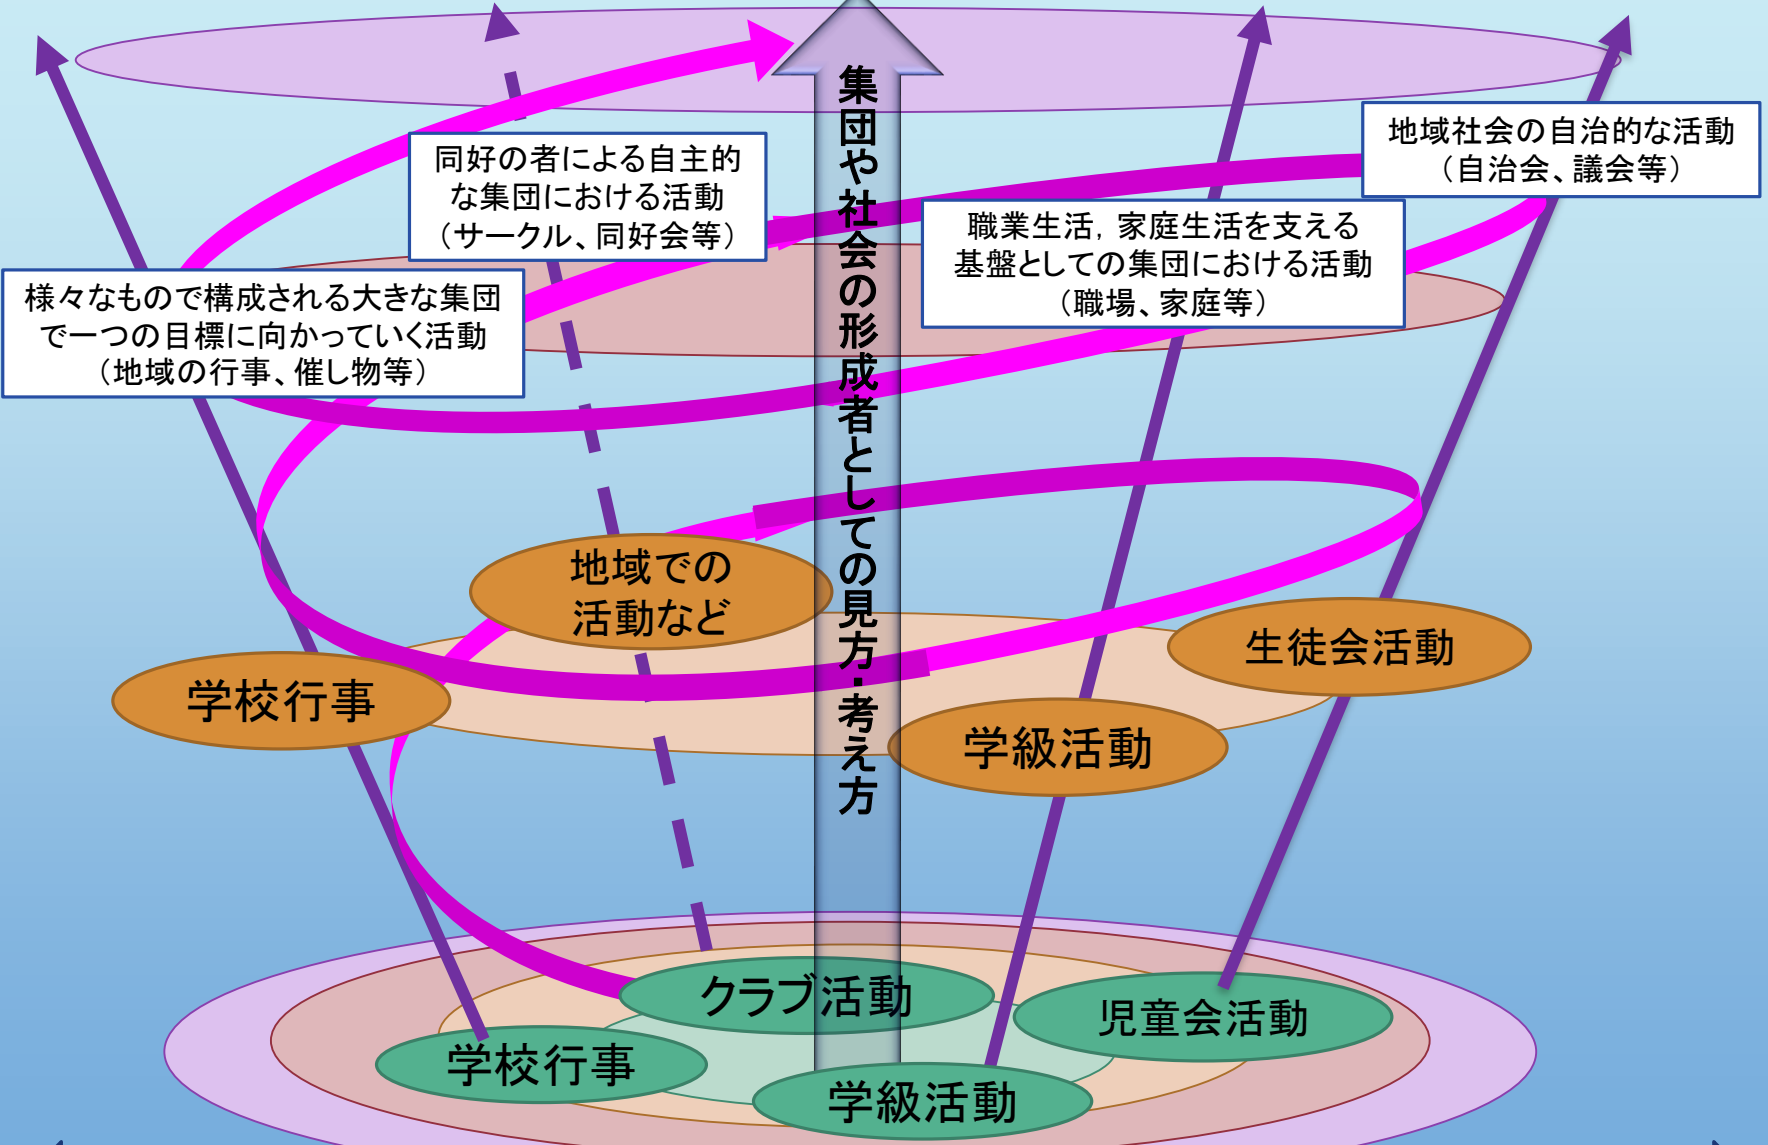 集団や社会の形成者としての見方・考え方
地域社会の自治的な活動
（自治会、議会等）
同好の者による自主的
な集団における活動
（サークル、同好会等）
職業生活，家庭生活を支える
基盤としての集団における活動
（職場、家庭等）
様々なもので構成される大きな集団
で一つの目標に向かっていく活動
（地域の行事、催し物等）
地域での
活動など
生徒会活動
学校行事
学級活動
クラブ活動
児童会活動
学校行事
学級活動